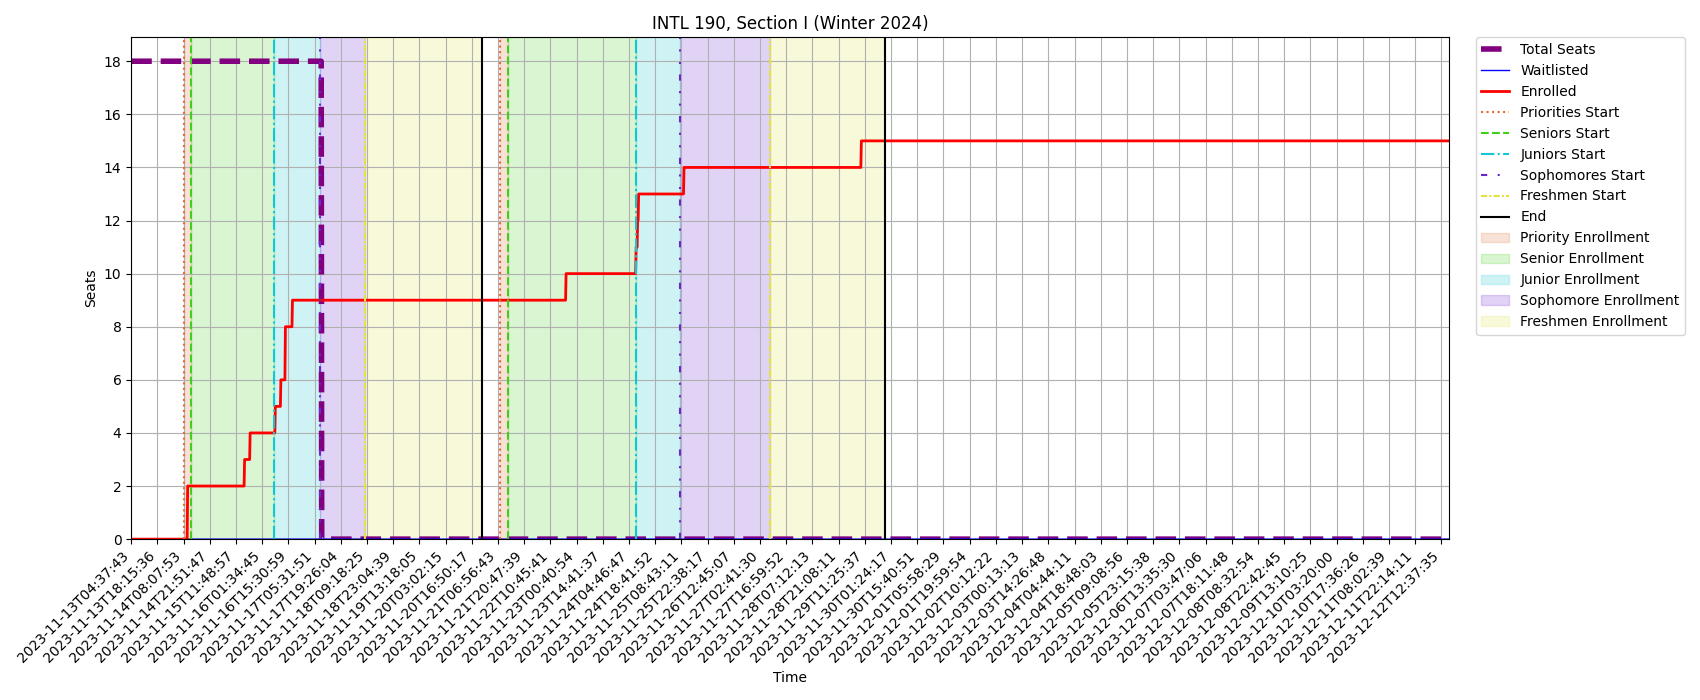 INTL 190, Section I (Winter 2024)
Total Seats
Waitlisted
Enrolled
Priorities Start
Seniors Start
Juniors Start
Sophomores Start
Freshmen Start
End
Priority Enrollment
Senior Enrollment
Junior Enrollment
Sophomore Enrollment
Freshmen Enrollment
Seats
18
16
14
12
10
8
6
4
2
0
2023-11-13T04:37:43
2023-11-13T18:15:36
2023-11-14T08:07:53
2023-11-14T21:51:47
2023-11-15T11:48:57
2023-11-16T01:34:45
2023-11-16T15:30:59
2023-11-17T05:31:51
2023-11-17T19:26:04
2023-11-18T09:18:25
2023-11-18T23:04:39
2023-11-19T13:18:05
2023-11-20T03:02:15
2023-11-20T16:50:17
2023-11-21T06:56:43
2023-11-21T20:47:39
2023-11-22T10:45:41
2023-11-23T00:40:54
2023-11-23T14:41:37
2023-11-24T04:46:47
2023-11-24T18:41:52
2023-11-25T08:43:11
2023-11-25T22:38:17
2023-11-26T12:45:07
2023-11-27T02:41:30
2023-11-27T16:59:52
2023-11-28T07:12:13
2023-11-28T21:08:11
2023-11-29T11:25:37
2023-11-30T01:24:17
2023-11-30T15:40:51
2023-12-01T05:58:29
2023-12-01T19:59:54
2023-12-02T10:12:22
2023-12-03T00:13:13
2023-12-03T14:26:48
2023-12-04T04:44:11
2023-12-04T18:48:03
2023-12-05T09:08:56
2023-12-05T23:15:38
2023-12-06T13:35:30
2023-12-07T03:47:06
2023-12-07T18:11:48
2023-12-08T08:32:54
2023-12-08T22:42:45
2023-12-09T13:10:25
2023-12-10T03:20:00
2023-12-10T17:36:26
2023-12-11T08:02:39
2023-12-11T22:14:11
2023-12-12T12:37:35
Time